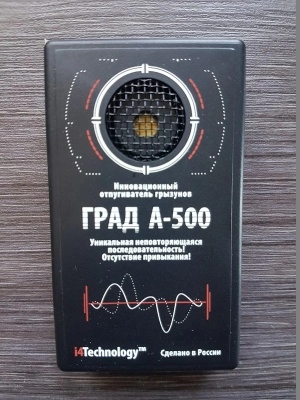 Инновационный
отпугиватель грызунов
ГРАД А-500
Уникальная неповторяющаяся
последовательность!
Отсутствие привыкания!
i4Technology™
Сделано в России